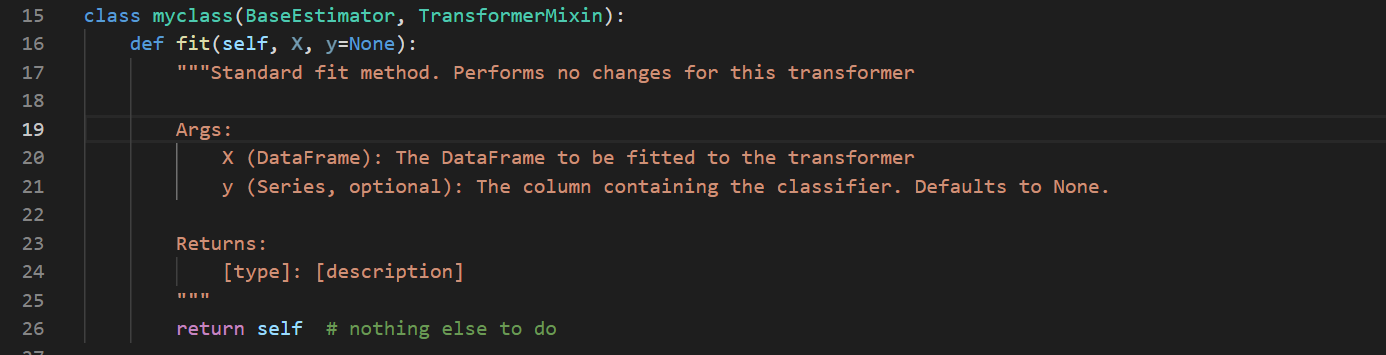 15 class myclass(BaseEstimator, TransformerMixin):
16     def fit(self, X, y=None):
17         """Standard fit method. Performs no changes for this transformer
18
19         Args:
20             X (DataFrame): The DataFrame to be fitted to the transformer
21             y (Series, optional): The column containing the classifier. Defaults to None.
22
23         Returns:
24             [type]: [description]
25         """
26         return self  # nothing else to do